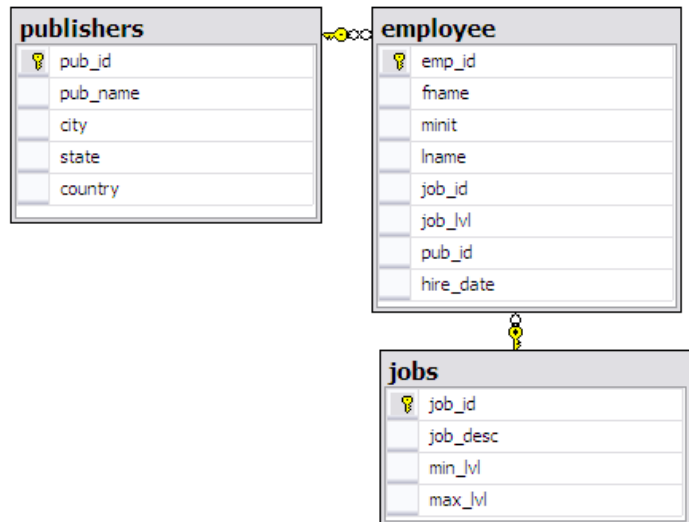 publishers
pub_id
pub_name
city
state
country
employee
emp_id
fname
minit
lname
job_id
job_lvl
pub_id
hire_date
jobs
job_id
job_desc
min_lvl
max_lvl